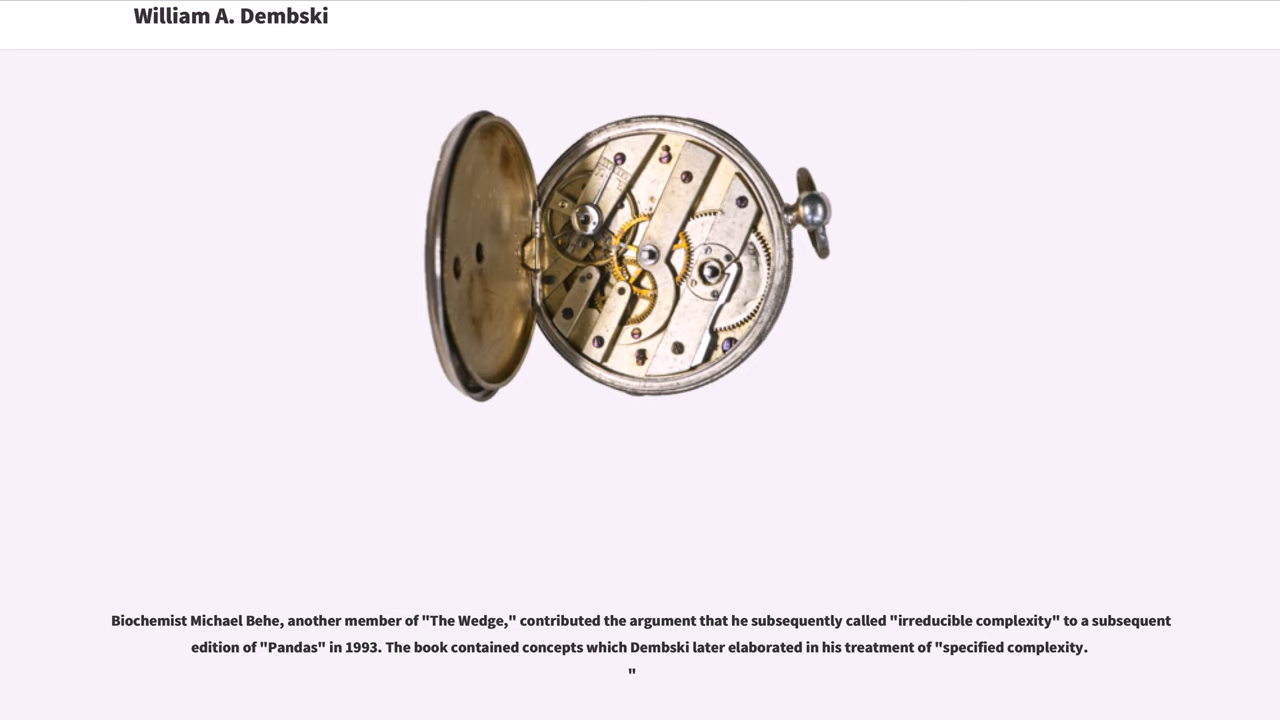 William A. Dembski
Biochemist Michael Behe, another member of "The Wedge," contributed the argument that he subsequently called "irreducible complexity" to a subsequent
edition of "Pandas" in 1993. The book contained concepts which Dembski later elaborated in his treatment of "specified complexity.
"